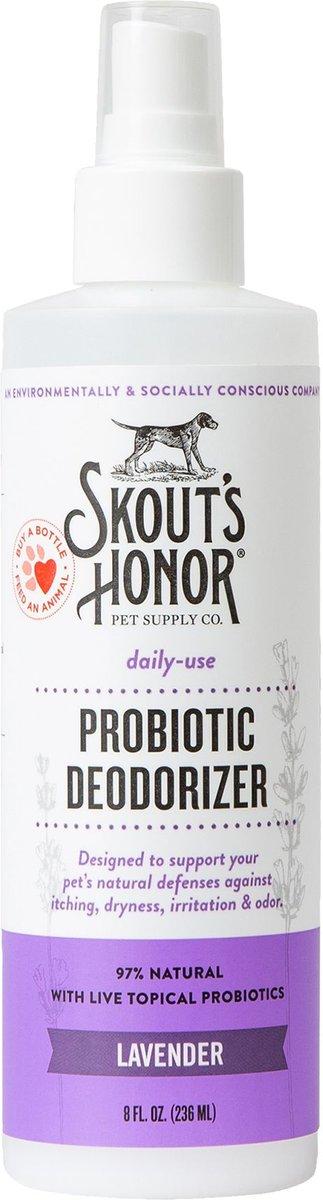 AN ENVIRONMENTALLY & SOCIALLY CONSCIOUS COMPANY
SKOUT'S
HONOR®
PET SUPPLY CO.
BUY A BOTTLE
FEED AN ANIMAL
daily-use
PROBIOTIC
DEODORIZER
Designed to support your
pet's natural defenses against
itching, dryness, irritation & odor.
97% NATURAL
WITH LIVE TOPICAL PROBIOTICS
LAVENDER
8 FL. OZ. (236 ML)